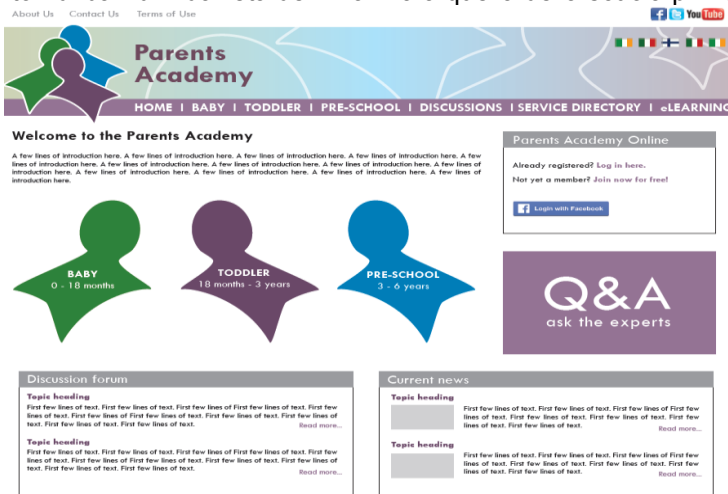 About Us Contact Us Terms of Use
You Tube
Parents
Academy
HOME I BABY I TODDLER I PRE-SCHOOL I DISCUSSIONS I SERVICE DIRECTORY I eLEARNING
Welcome to the Parents Academy
A few lines of introduction here. A few lines of introduction here. A few lines of introduction here. A few lines of introduction here. A few
lines of introduction here. A few lines of introduction here. A few lines of introduction here. A few lines of introduction here. A few lines of
introduction here. A few lines of introduction here. A few lines of introduction here. A few lines of introduction here. A few lines of
introduction here.
Parents Academy Online
Already registered? Log in here.
Not yet a member? Join now for free!
Login with Facebook
BABY
0 - 18 months
TODDLER
18 months - 3 years
PRE-SCHOOL
3 - 6 years
Q&A
ask the experts
Discussion forum
Topic heading
First few lines of text. First few lines of text. First few lines of First few lines of text. First few
lines of text. First few lines of First few lines of text. First few lines of text. First few lines of
text. First few lines of First few lines of text.
Read more...
Topic heading
First few lines of text. First few lines of text. First few lines of First few lines of text. First few
lines of text. First few lines of First few lines of text. First few lines of text. First few lines of
text. First few lines of First few lines of text.
Read more...
Current news
Topic heading
First few lines of text. First few lines of text. First few lines of First few
lines of text. First few lines of text. First few lines of First few lines of
text.
Read more...
Topic heading
First few lines of text. First few lines of text. First few lines of First few
lines of text. First few lines of text. First few lines of First few lines of
text.
Read more...